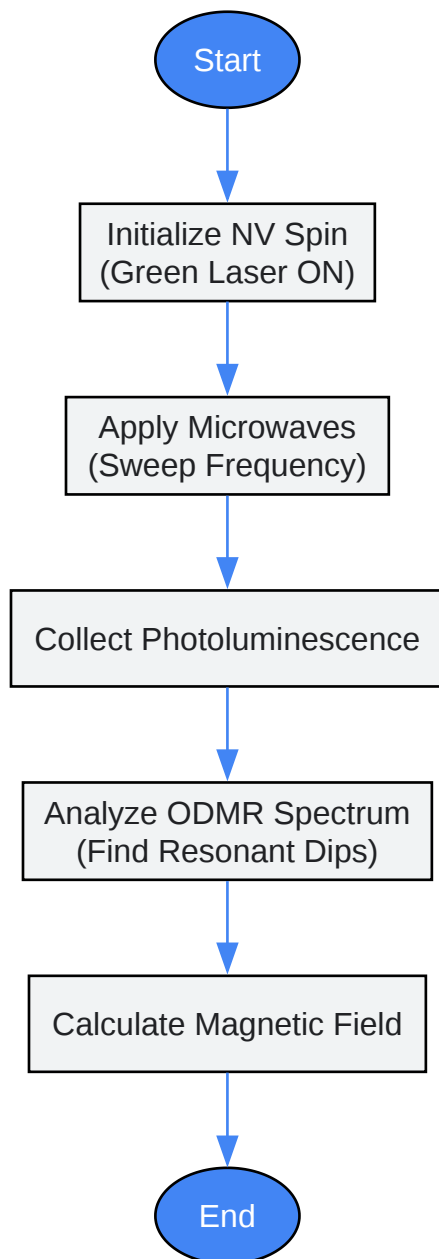 Start
Initialize NV Spin
(Green Laser ON)
Apply Microwaves
(Sweep Frequency)
Collect Photoluminescence
Analyze ODMR Spectrum
(Find Resonant Dips)
Calculate Magnetic Field
End